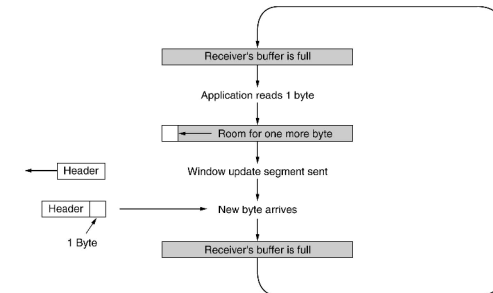 Receiver's buffer is full
Application reads 1 byte
Room for one more byte
Window update segment sent
Header
New byte arrives
Header
1 Byte
Receiver's buffer is full